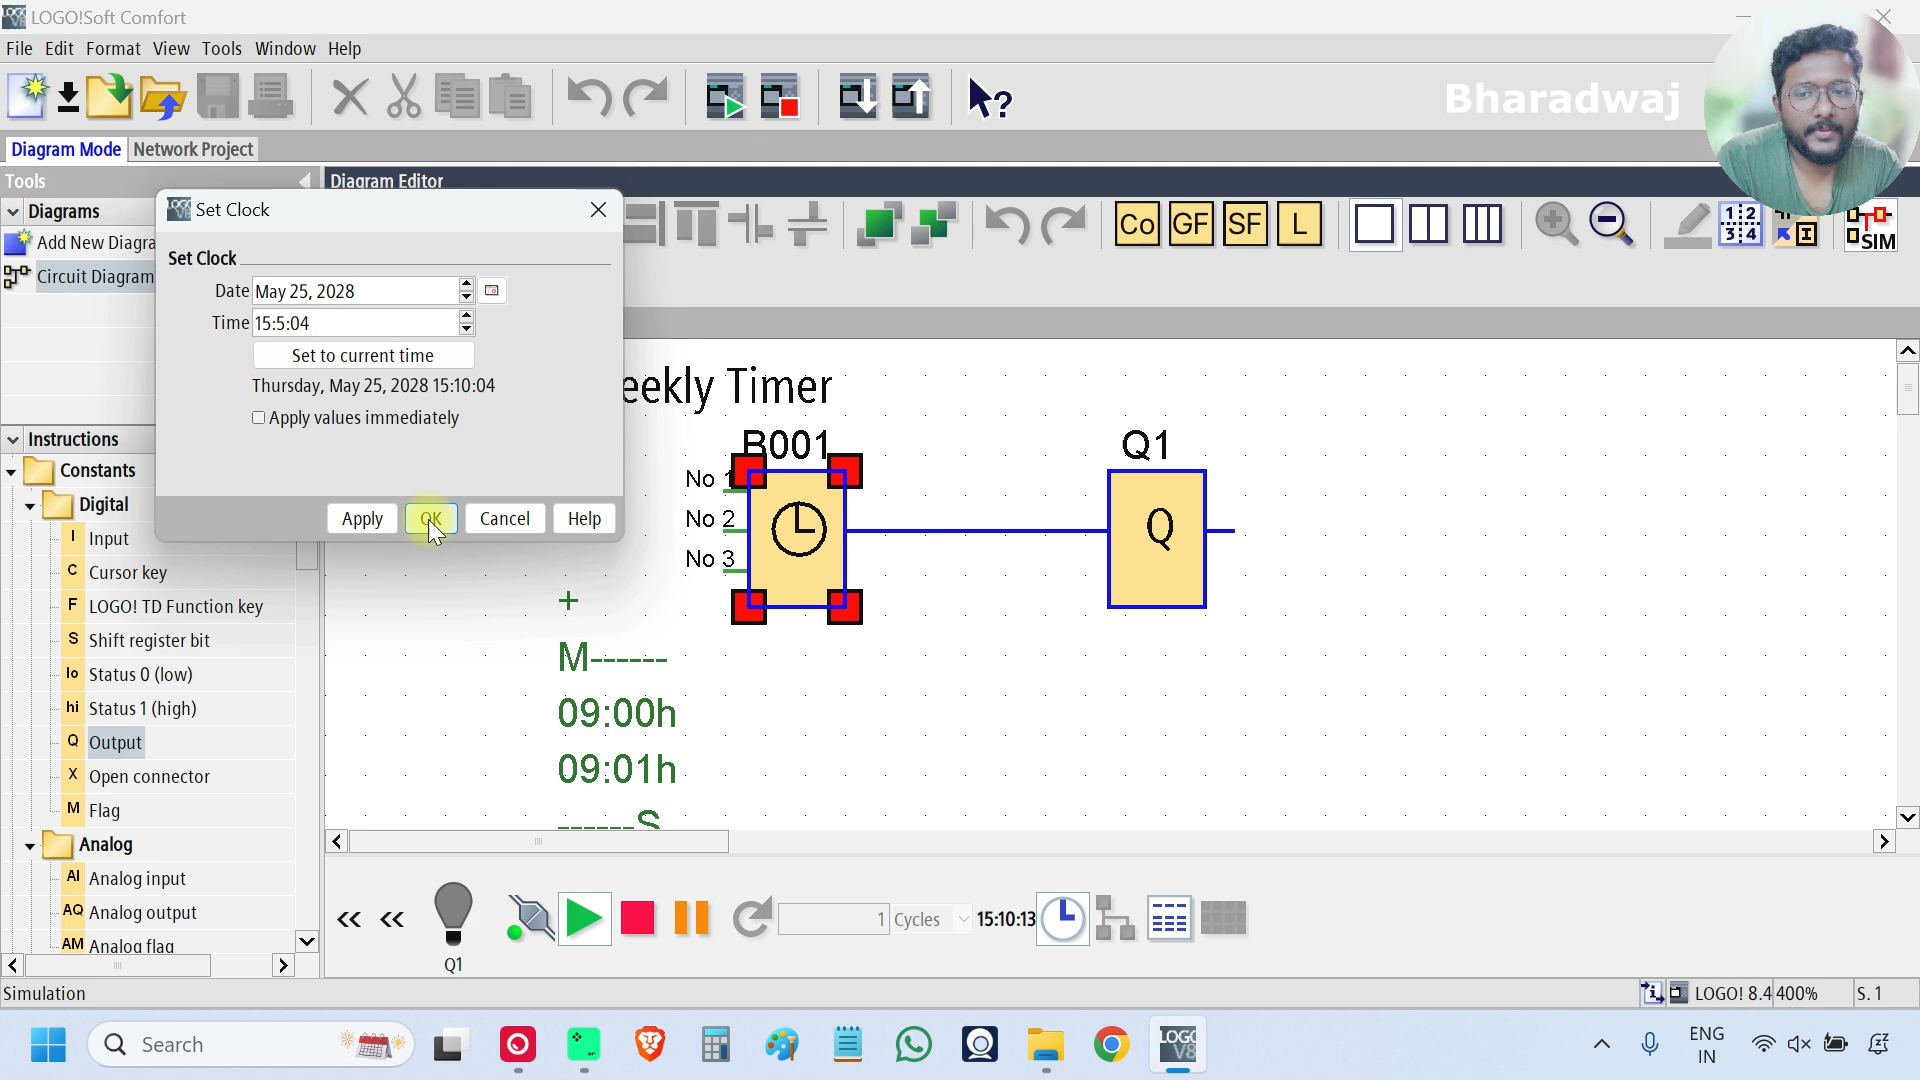 LOGO!Soft Comfort
File Edit Format View Tools Window Help
Bharadwaj
Diagram Mode Network Project
Tools
Diagram Editor
Diagrams
Add New Diagra
Circuit Diagram
Co GF SF L
1 2
3 4
SIM
Set Clock
Set Clock
Date May 25, 2028
Time 15:5:04
Set to current time
Thursday, May 25, 2028 15:10:04
Apply values immediately
Apply OK Cancel Help
Instructions
Constants
Digital
I Input
C Cursor key
F LOGO! TD Function key
S Shift register bit
lo Status 0 (low)
hi Status 1 (high)
Q Output
X Open connector
M Flag
Analog
AI Analog input
AQ Analog output
AM Analog flag
eekly Timer
B001
Q1
No 1
No 2
No 3
Q
+
M------
09:00h
09:01h
------S
Q1
1 Cycles 15:10:13
Simulation
LOGO! 8.4 400% S. 1
Search
LOGO
V8
ENG
IN